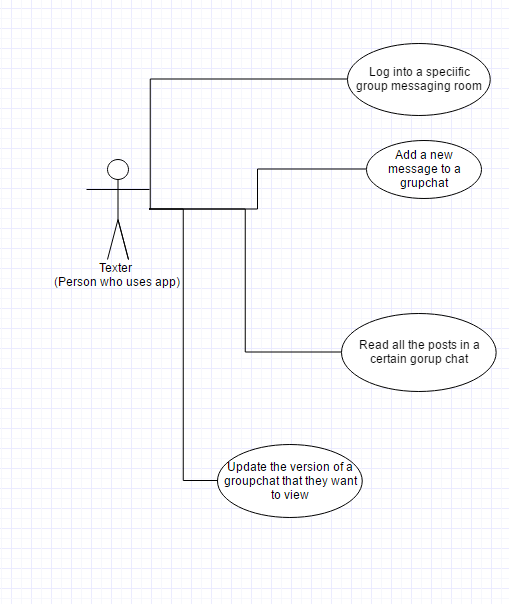 Log into a speciific
group messaging room
Add a new
message to a
grupchat
Texter
(Person who uses app)
Read all the posts in a
certain gorup chat
Update the version of a
groupchat that they want
to view